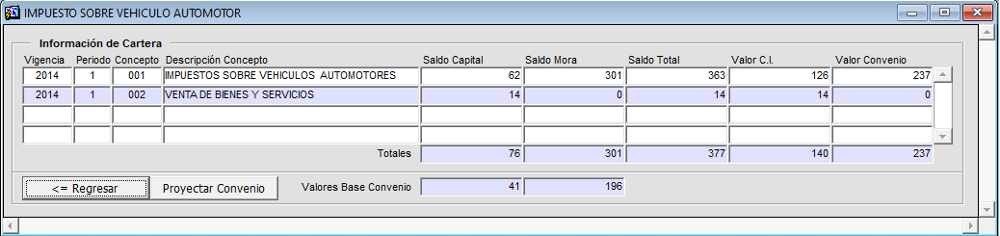 IMPUESTO SOBRE VEHICULO AUTOMOTOR
Información de Cartera
Vigencia Periodo Concepto Descripción Concepto Saldo Capital Saldo Mora Saldo Total Valor C.I. Valor Convenio
2014 1 001 IMPUESTOS SOBRE VEHICULOS AUTOMOTORES 62 301 363 126 237
2014 1 002 VENTA DE BIENES Y SERVICIOS 14 0 14 14 0
Totales 76 301 377 140 237
<= Regresar Proyectar Convenio Valores Base Convenio 41 196